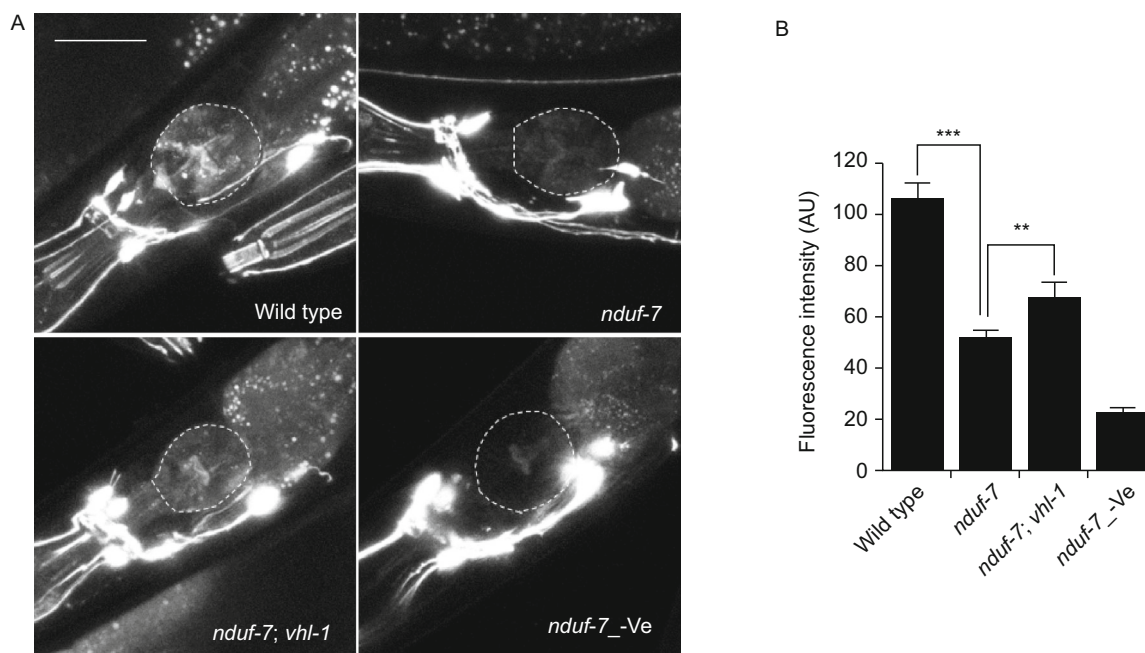 A
Wild type
nduf-7
nduf-7; vhl-1
nduf-7_-Ve
B
Fluorescence intensity (AU)
120
100
80
60
40
20
0
***
**
Wild type
nduf-7
nduf-7; vhl-1
nduf-7_-Ve